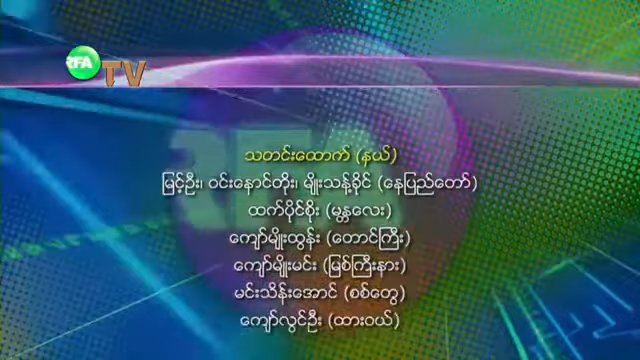 RFA
TV
သတင်းထောက် (နယ်)
မြင့်ဦး၊ ဝင်းနောင်တိုး၊ မျိုးသန့်ခိုင် (နေပြည်တော်)
ထက်ပိုင်စိုး (မန္တလေး)
ကျော်မျိုးထွန်း (တောင်ကြီး)
ကျော်မျိုးမင်း (မြစ်ကြီးနား)
မင်းသိန်းအောင် (စစ်တွေ)
ကျော်လွင်ဦး (ထားဝယ်)